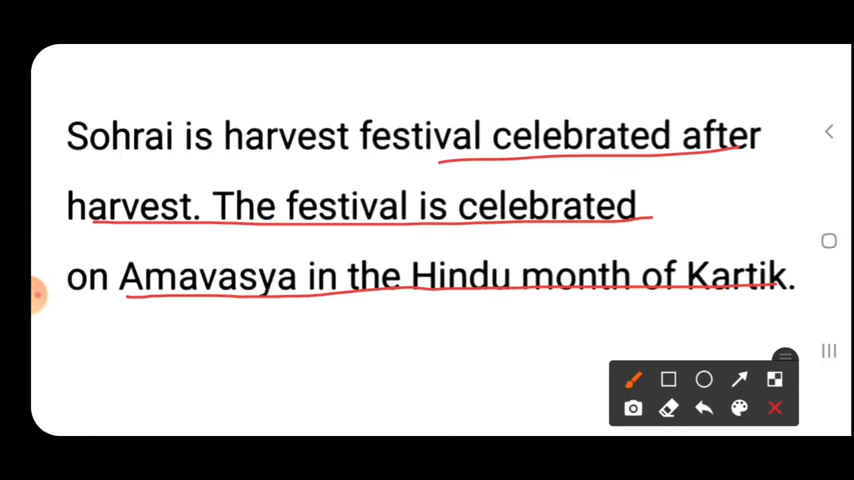 Sohrai is harvest festival celebrated after
harvest. The festival is celebrated
on Amavasya in the Hindu month of Kartik.